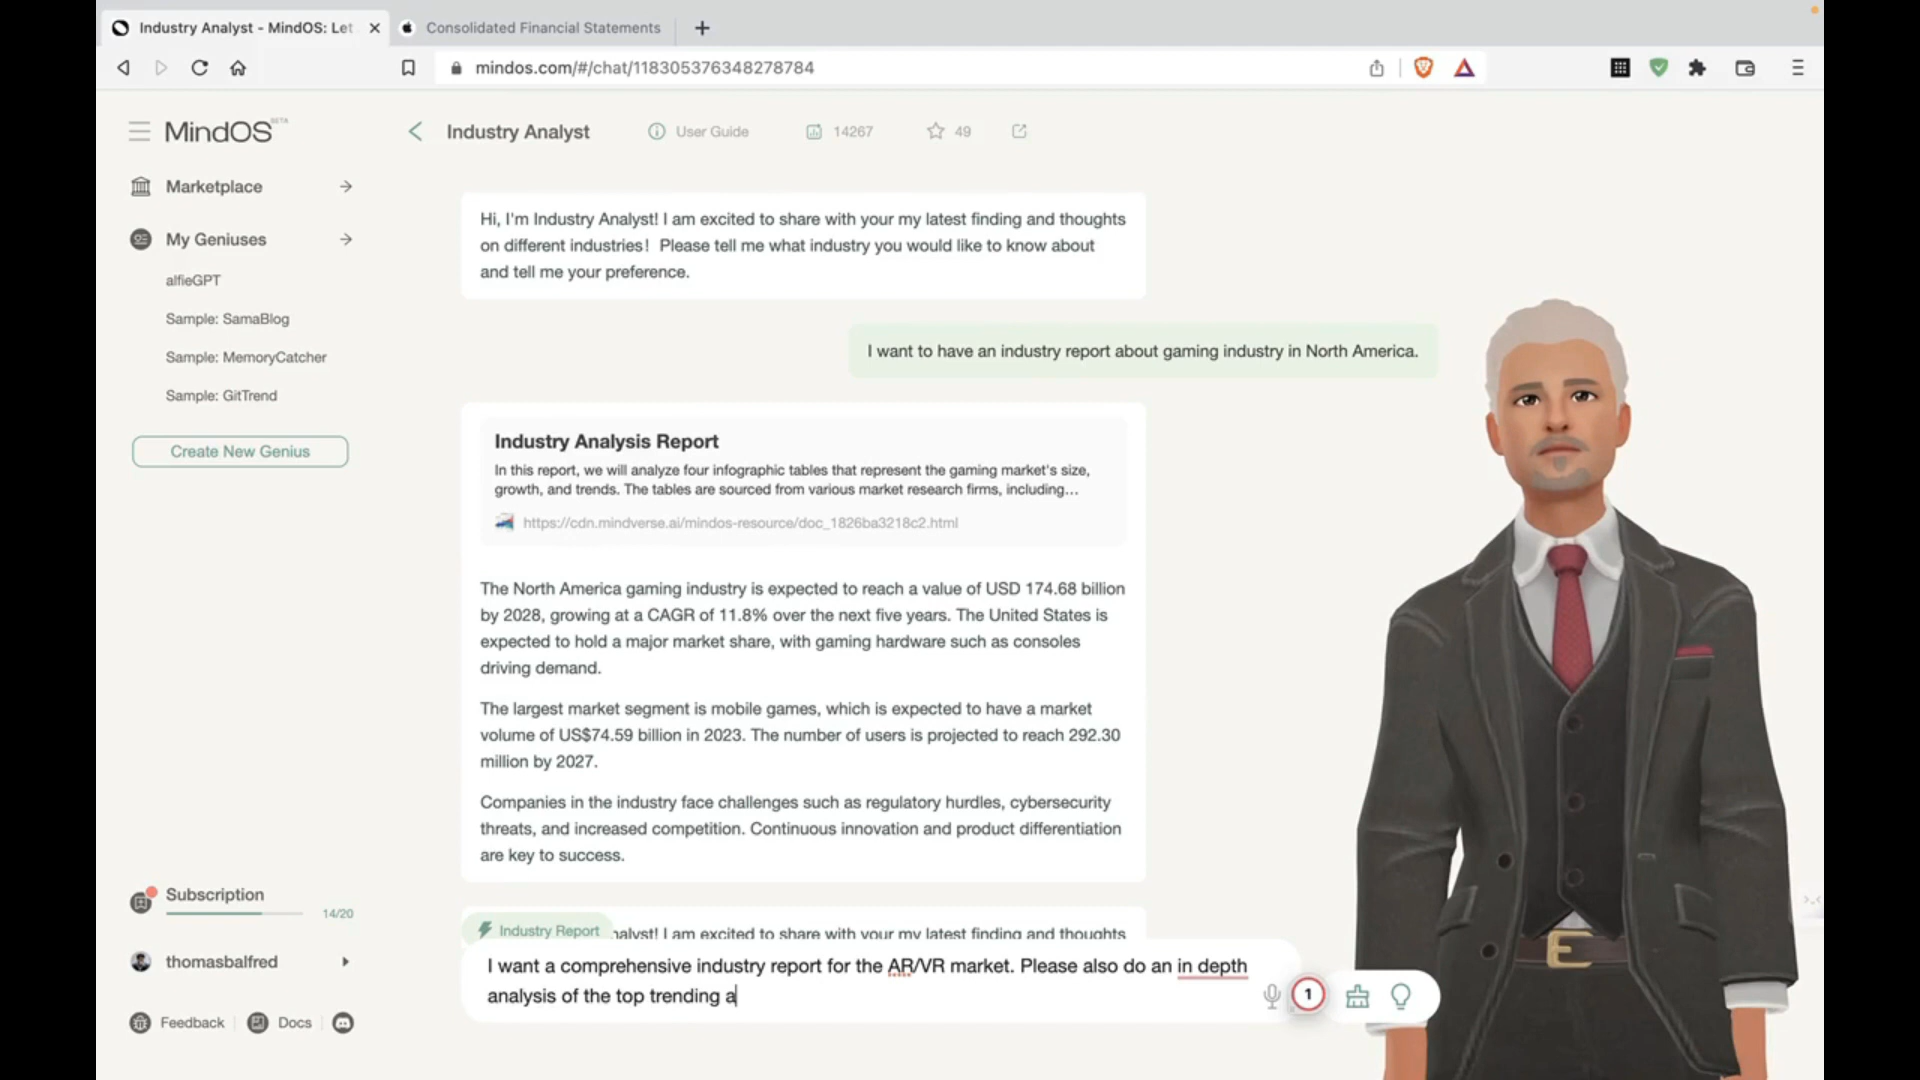 Industry Analyst - MindOS: Let
Consolidated Financial Statements
mindos.com/#/chat/118305376348278784
MindOS BETA
Industry Analyst
User Guide
14267
49
Marketplace
My Geniuses
alfieGPT
Sample: SamaBlog
Sample: MemoryCatcher
Sample: GitTrend
Create New Genius
Hi, I'm Industry Analyst! I am excited to share with your my latest finding and thoughts
on different industries! Please tell me what industry you would like to know about
and tell me your preference.
I want to have an industry report about gaming industry in North America.
Industry Analysis Report
In this report, we will analyze four infographic tables that represent the gaming market's size,
growth, and trends. The tables are sourced from various market research firms, including...
https://cdn.mindverse.ai/mindos-resource/doc_1826ba3218c2.html
The North America gaming industry is expected to reach a value of USD 174.68 billion
by 2028, growing at a CAGR of 11.8% over the next five years. The United States is
expected to hold a major market share, with gaming hardware such as consoles
driving demand.
The largest market segment is mobile games, which is expected to have a market
volume of US$74.59 billion in 2023. The number of users is projected to reach 292.30
million by 2027.
Companies in the industry face challenges such as regulatory hurdles, cybersecurity
threats, and increased competition. Continuous innovation and product differentiation
are key to success.
Industry Report
nalyst! I am excited to share with your my latest finding and thoughts
I want a comprehensive industry report for the AR/VR market. Please also do an in depth
analysis of the top trending a
1
Subscription
14/20
thomasbalfred
Feedback
Docs